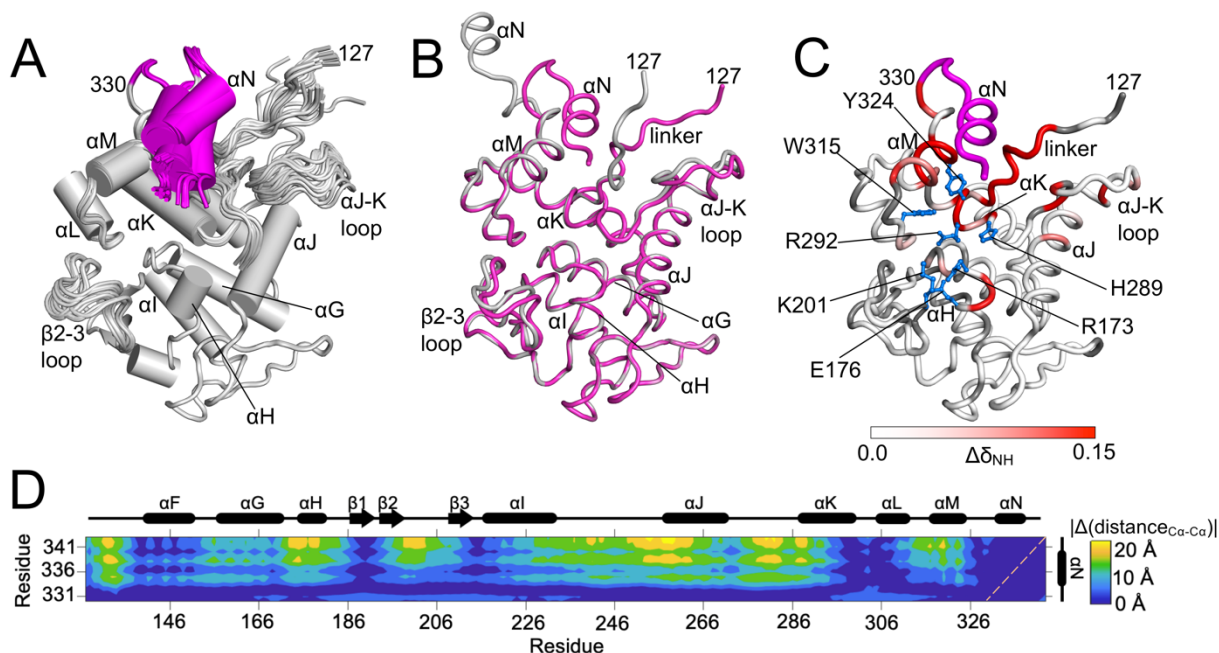 A
330
αN
127
αM
αL
αK
αJ-K
loop
αJ
αI
β2-3
loop
αG
αH
B
αN
127
127
αN
αM
linker
αK
αJ-K
loop
αJ
β2-3
loop
αI
αG
αH
C
330
αN
127
Y324
αM
linker
W315
αK
αJ-K
loop
R292
αJ
K201
αH
H289
E176
R173
0.0
0.15
ΔδNH
D
αF αG αH β1 β2 β3 αI αJ αK αL αM αN
|Δ(distanceCα-Cα)|
Residue
341
336
331
αN
20 Å
10 Å
0 Å
146 166 186 206 226 246 266 286 306 326
Residue